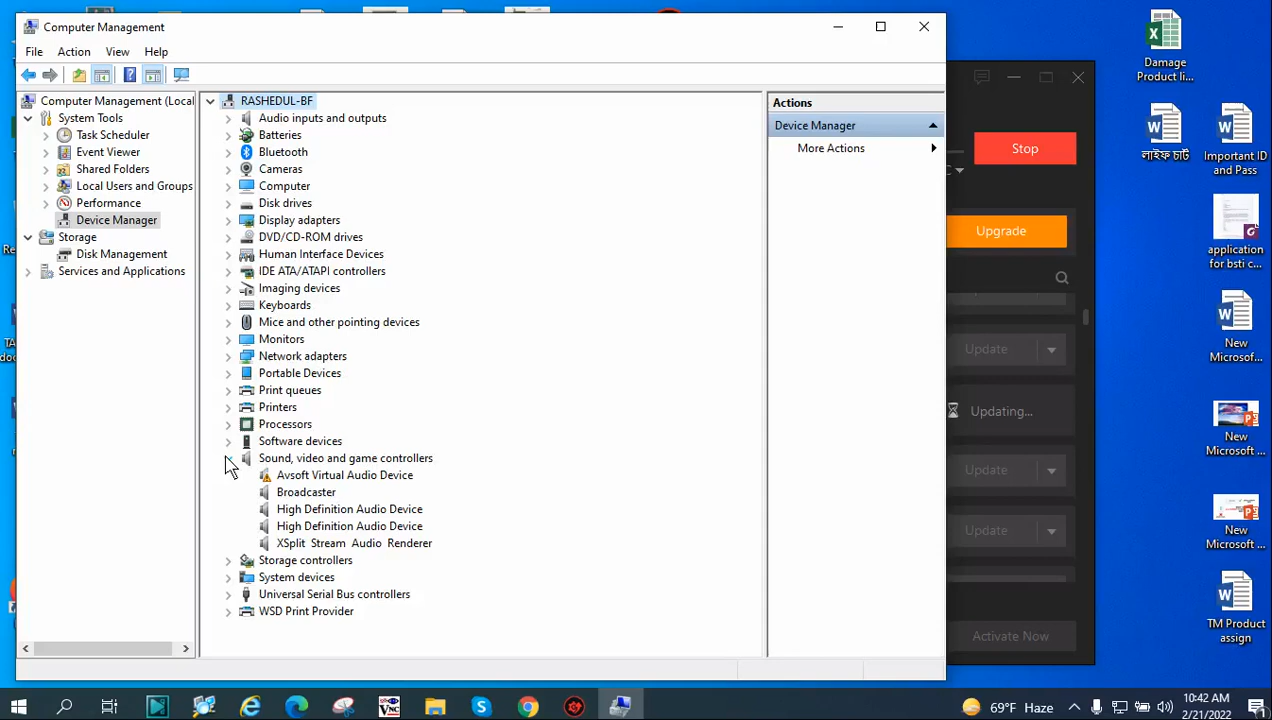 Computer Management
File Action View Help
Computer Management (Local
System Tools
Task Scheduler
Event Viewer
Shared Folders
Local Users and Groups
Performance
Device Manager
Storage
Disk Management
Services and Applications
RASHEDUL-BF
Audio inputs and outputs
Batteries
Bluetooth
Cameras
Computer
Disk drives
Display adapters
DVD/CD-ROM drives
Human Interface Devices
IDE ATA/ATAPI controllers
Imaging devices
Keyboards
Mice and other pointing devices
Monitors
Network adapters
Portable Devices
Print queues
Printers
Processors
Software devices
Sound, video and game controllers
Avsoft Virtual Audio Device
Broadcaster
High Definition Audio Device
High Definition Audio Device
XSplit Stream Audio Renderer
Storage controllers
System devices
Universal Serial Bus controllers
WSD Print Provider
Actions
Device Manager
More Actions
Stop
Upgrade
Update
Updating...
Update
Update
Activate Now
Damage
Product li...
লাইফ চার্ট
Important ID
and Pass
application
for bsti c...
New
Microsof...
New
Microsof...
New
Microsof...
TM Product
assign
69°F Haze
10:42 AM
2/21/2022